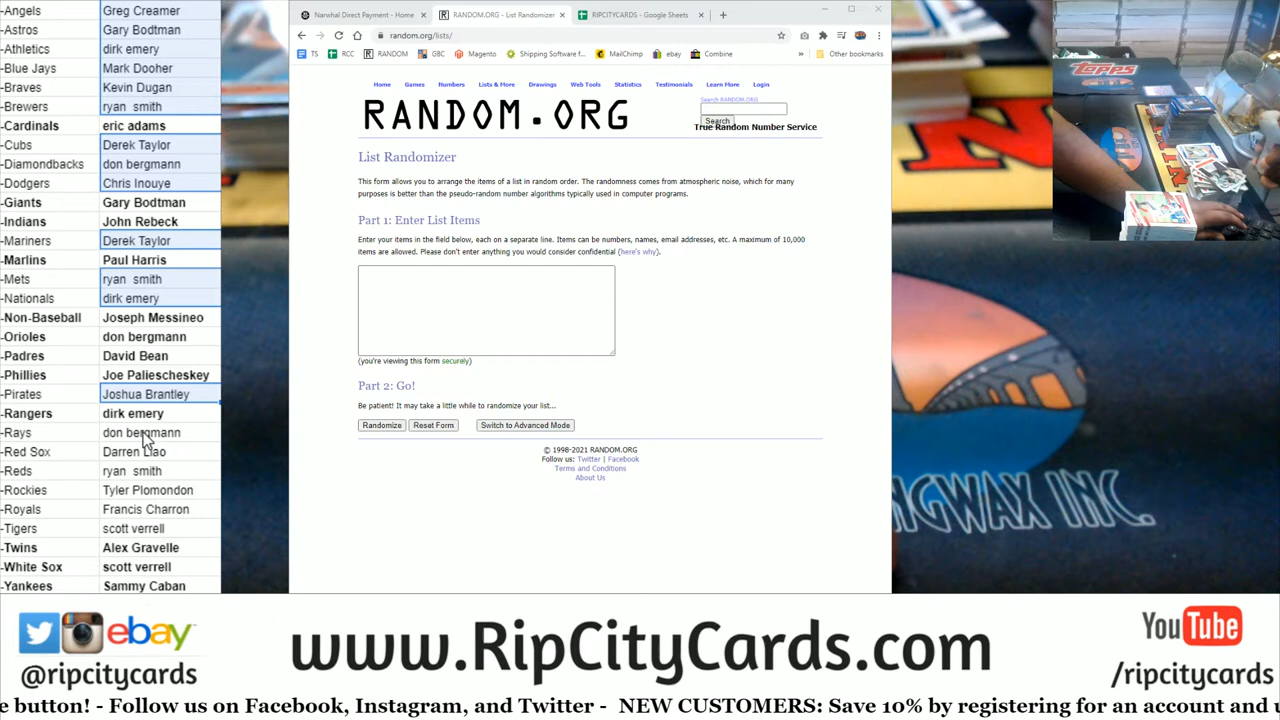 -Angels Greg Creamer
-Astros Gary Bodtman
-Athletics dirk emery
-Blue Jays Mark Dooher
-Braves Kevin Dugan
-Brewers ryan smith
-Cardinals eric adams
-Cubs Derek Taylor
-Diamondbacks don bergmann
-Dodgers Chris Inouye
-Giants Gary Bodtman
-Indians John Rebeck
-Mariners Derek Taylor
-Marlins Paul Harris
-Mets ryan smith
-Nationals dirk emery
-Non-Baseball Joseph Messineo
-Orioles don bergmann
-Padres David Bean
-Phillies Joe Paliescheskey
-Pirates Joshua Brantley
-Rangers dirk emery
-Rays don bergmann
-Red Sox Darren Liao
-Reds ryan smith
-Rockies Tyler Plomondon
-Royals Francis Charron
-Tigers scott verrell
-Twins Alex Gravelle
-White Sox scott verrell
-Yankees Sammy Caban
Narwhal Direct Payment - Home
RANDOM.ORG - List Randomizer
RIPCITYCARDS - Google Sheets
random.org/lists/
TS RCC RANDOM GBC Magento Shipping Software f... MailChimp ebay Combine » Other bookmarks
Home Games Numbers Lists & More Drawings Web Tools Statistics Testimonials Learn More Login
RANDOM.ORG
Search RANDOM.ORG
Search
True Random Number Service
List Randomizer
This form allows you to arrange the items of a list in random order. The randomness comes from atmospheric noise, which for many
purposes is better than the pseudo-random number algorithms typically used in computer programs.
Part 1: Enter List Items
Enter your items in the field below, each on a separate line. Items can be numbers, names, email addresses, etc. A maximum of 10,000
items are allowed. Please don't enter anything you would consider confidential (here's why).
(you're viewing this form securely)
Part 2: Go!
Be patient! It may take a little while to randomize your list...
Randomize Reset Form Switch to Advanced Mode
© 1998-2021 RANDOM.ORG
Follow us: Twitter | Facebook
Terms and Conditions
About Us
Topps
NGWAX INC.
ebay
@ripcitycards
www.RipCityCards.com
YouTube
/ripcitycards
e button! - Follow us on Facebook, Instagram, and Twitter - NEW CUSTOMERS: Save 10% by registering for an account and u